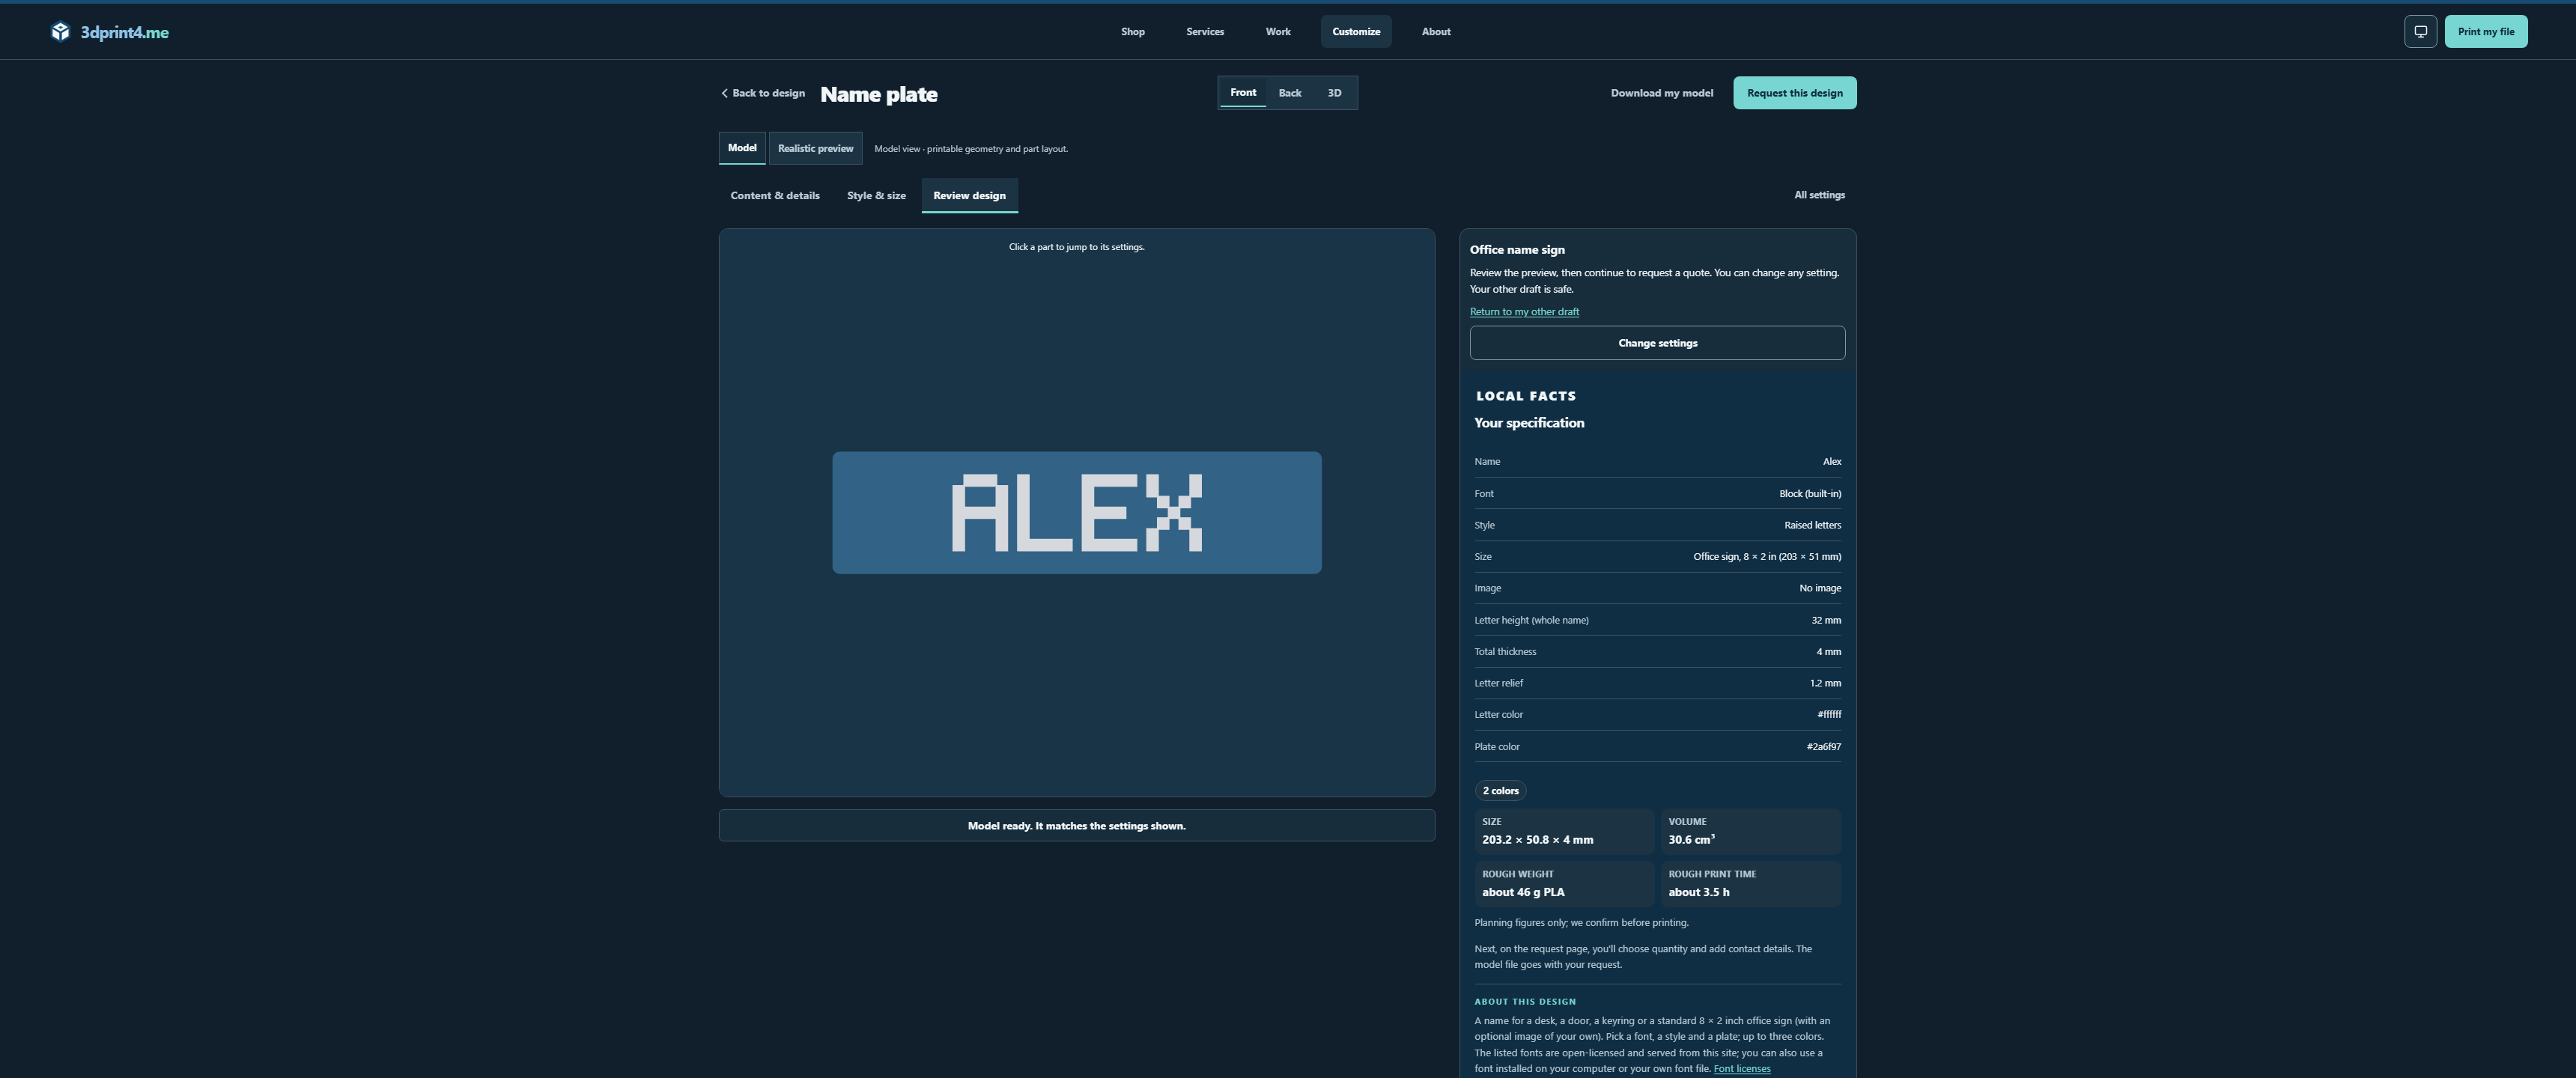 3dprint4.me
Shop
Services
Work
Customize
About
Print my file
Back to design
Name plate
Front
Back
3D
Download my model
Request this design
Model
Realistic preview
Model view · printable geometry and part layout.
Content & details
Style & size
Review design
All settings
Click a part to jump to its settings.
ALEX
Model ready. It matches the settings shown.
Office name sign
Review the preview, then continue to request a quote. You can change any setting.
Your other draft is safe.
Return to my other draft
Change settings
LOCAL FACTS
Your specification
Name Alex
Font Block (built-in)
Style Raised letters
Size Office sign, 8 × 2 in (203 × 51 mm)
Image No image
Letter height (whole name) 32 mm
Total thickness 4 mm
Letter relief 1.2 mm
Letter color #ffffff
Plate color #2a6f97
2 colors
SIZE
203.2 × 50.8 × 4 mm
VOLUME
30.6 cm³
ROUGH WEIGHT
about 46 g PLA
ROUGH PRINT TIME
about 3.5 h
Planning figures only; we confirm before printing.
Next, on the request page, you'll choose quantity and add contact details. The
model file goes with your request.
ABOUT THIS DESIGN
A name for a desk, a door, a keyring or a standard 8 × 2 inch office sign (with an
optional image of your own). Pick a font, a style and a plate; up to three colors.
The listed fonts are open-licensed and served from this site; you can also use a
font installed on your computer or your own font file. Font licenses